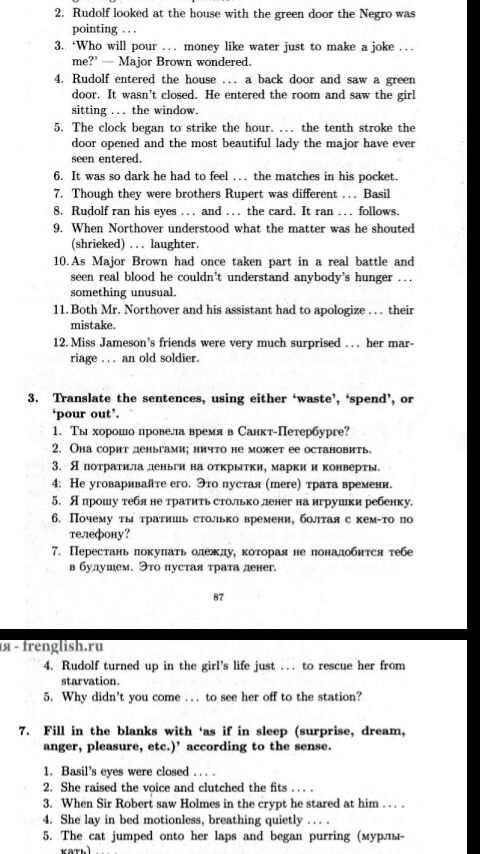 2. Rudolf looked at the house with the green door the Negro was
pointing ...
3. ‘Who will pour ... money like water just to make a joke ...
me?’ — Major Brown wondered.
4. Rudolf entered the house ... a back door and saw a green
door. It wasn’t closed. He entered the room and saw the girl
sitting ... the window.
5. The clock began to strike the hour. ... the tenth stroke the
door opened and the most beautiful lady the major have ever
seen entered.
6. It was so dark he had to feel ... the matches in his pocket.
7. Though they were brothers Rupert was different ... Basil
8. Rudolf ran his eyes ... and ... the card. It ran ... follows.
9. When Northover understood what the matter was he shouted
(shrieked) ... laughter.
10. As Major Brown had once taken part in a real battle and
seen real blood he couldn’t understand anybody’s hunger ...
something unusual.
11. Both Mr. Northover and his assistant had to apologize ... their
mistake.
12. Miss Jameson’s friends were very much surprised ... her mar-
riage ... an old soldier.
3. Translate the sentences, using either ‘waste’, ‘spend’, or
‘pour out’.
1. Ты хорошо провела время в Санкт-Петербурге?
2. Она сорит деньгами; ничто не может ее остановить.
3. Я потратила деньги на открытки, марки и конверты.
4. Не уговаривайте его. Это пустая (mere) трата времени.
5. Я прошу тебя не тратить столько денег на игрушки ребенку.
6. Почему ты тратишь столько времени, болтая с кем-то по
телефону?
7. Перестань покупать одежду, которая не понадобится тебе
в будущем. Это пустая трата денег.
87
ия - frenglish.ru
4. Rudolf turned up in the girl’s life just ... to rescue her from
starvation.
5. Why didn’t you come ... to see her off to the station?
7. Fill in the blanks with ‘as if in sleep (surprise, dream,
anger, pleasure, etc.)’ according to the sense.
1. Basil’s eyes were closed ... .
2. She raised the voice and clutched the fits ... .
3. When Sir Robert saw Holmes in the crypt he stared at him ... .
4. She lay in bed motionless, breathing quietly ... .
5. The cat jumped onto her laps and began purring (мурлы-
кать) ... .